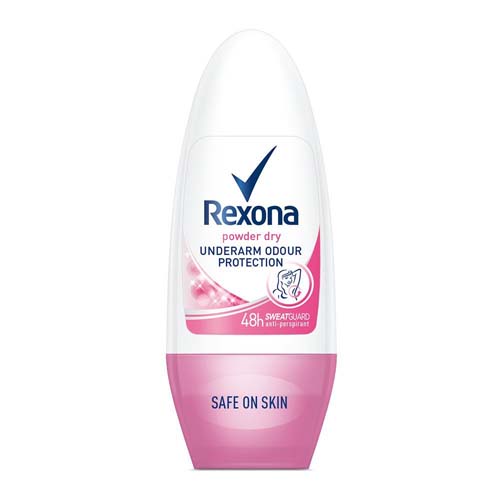 Rexona
powder dry
UNDERARM ODOUR
PROTECTION
48h SWEATGUARD
anti-perspirant
SAFE ON SKIN